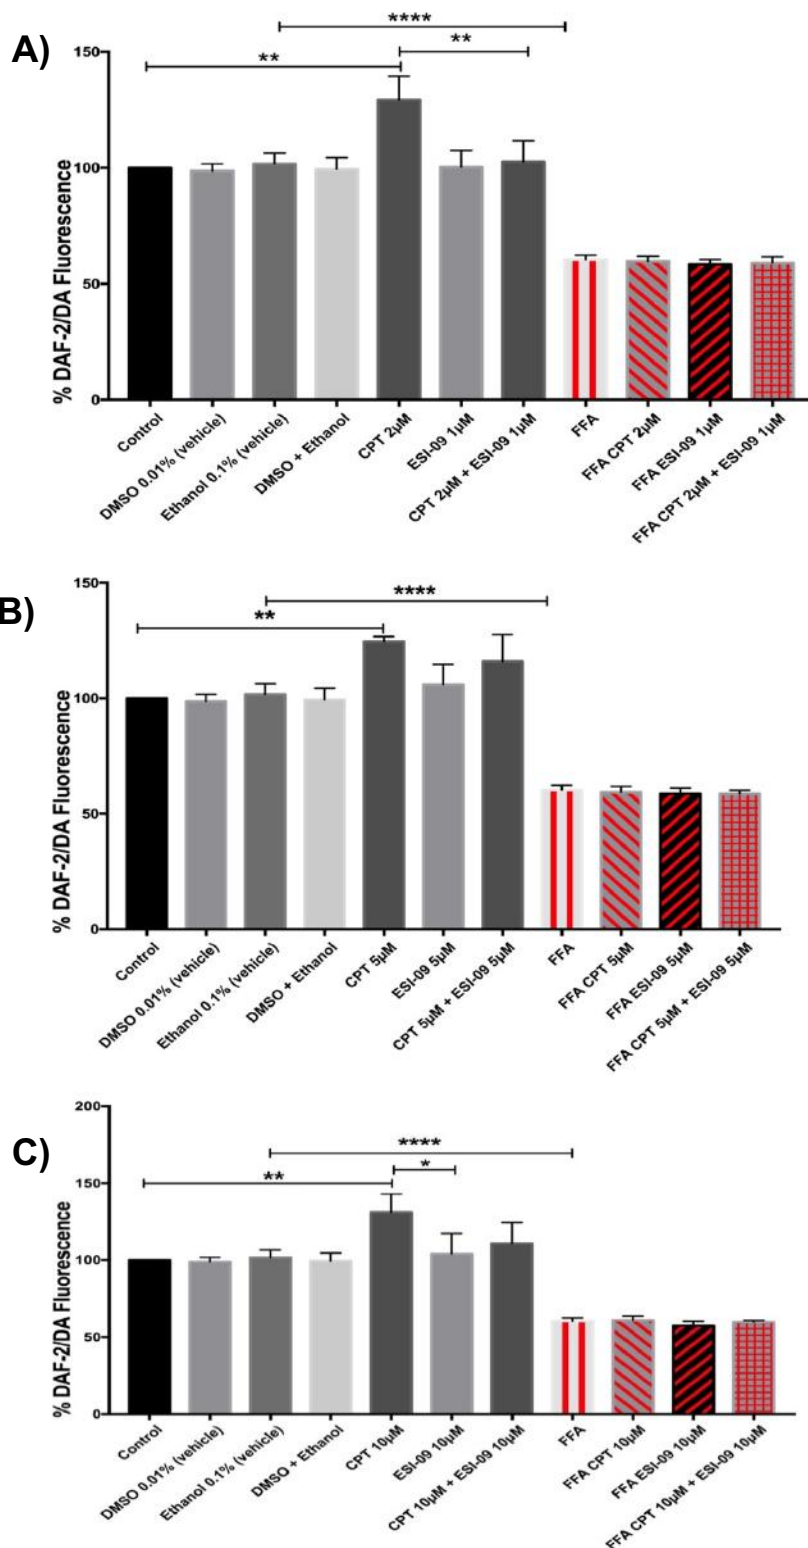 A)
****
**
**
150
100
50
0
% DAF-2/DA Fluorescence
Control
DMSO 0.01% (vehicle)
Ethanol 0.1% (vehicle)
DMSO + Ethanol
CPT 2µM
ESI-09 1µM
CPT 2µM + ESI-09 1µM
FFA
FFA CPT 2µM
FFA ESI-09 1µM
FFA CPT 2µM + ESI-09 1µM
B)
****
**
150
100
50
0
% DAF-2/DA Fluorescence
Control
DMSO 0.01% (vehicle)
Ethanol 0.1% (vehicle)
DMSO + Ethanol
CPT 5µM
ESI-09 5µM
CPT 5µM + ESI-09 5µM
FFA
FFA CPT 5µM
FFA ESI-09 5µM
FFA CPT 5µM + ESI-09 5µM
C)
****
*
**
200
150
100
50
0
% DAF-2/DA Fluorescence
Control
DMSO 0.01% (vehicle)
Ethanol 0.1% (vehicle)
DMSO + Ethanol
CPT 10µM
ESI-09 10µM
CPT 10µM + ESI-09 10µM
FFA
FFA CPT 10µM
FFA ESI-09 10µM
FFA CPT 10µM + ESI-09 10µM